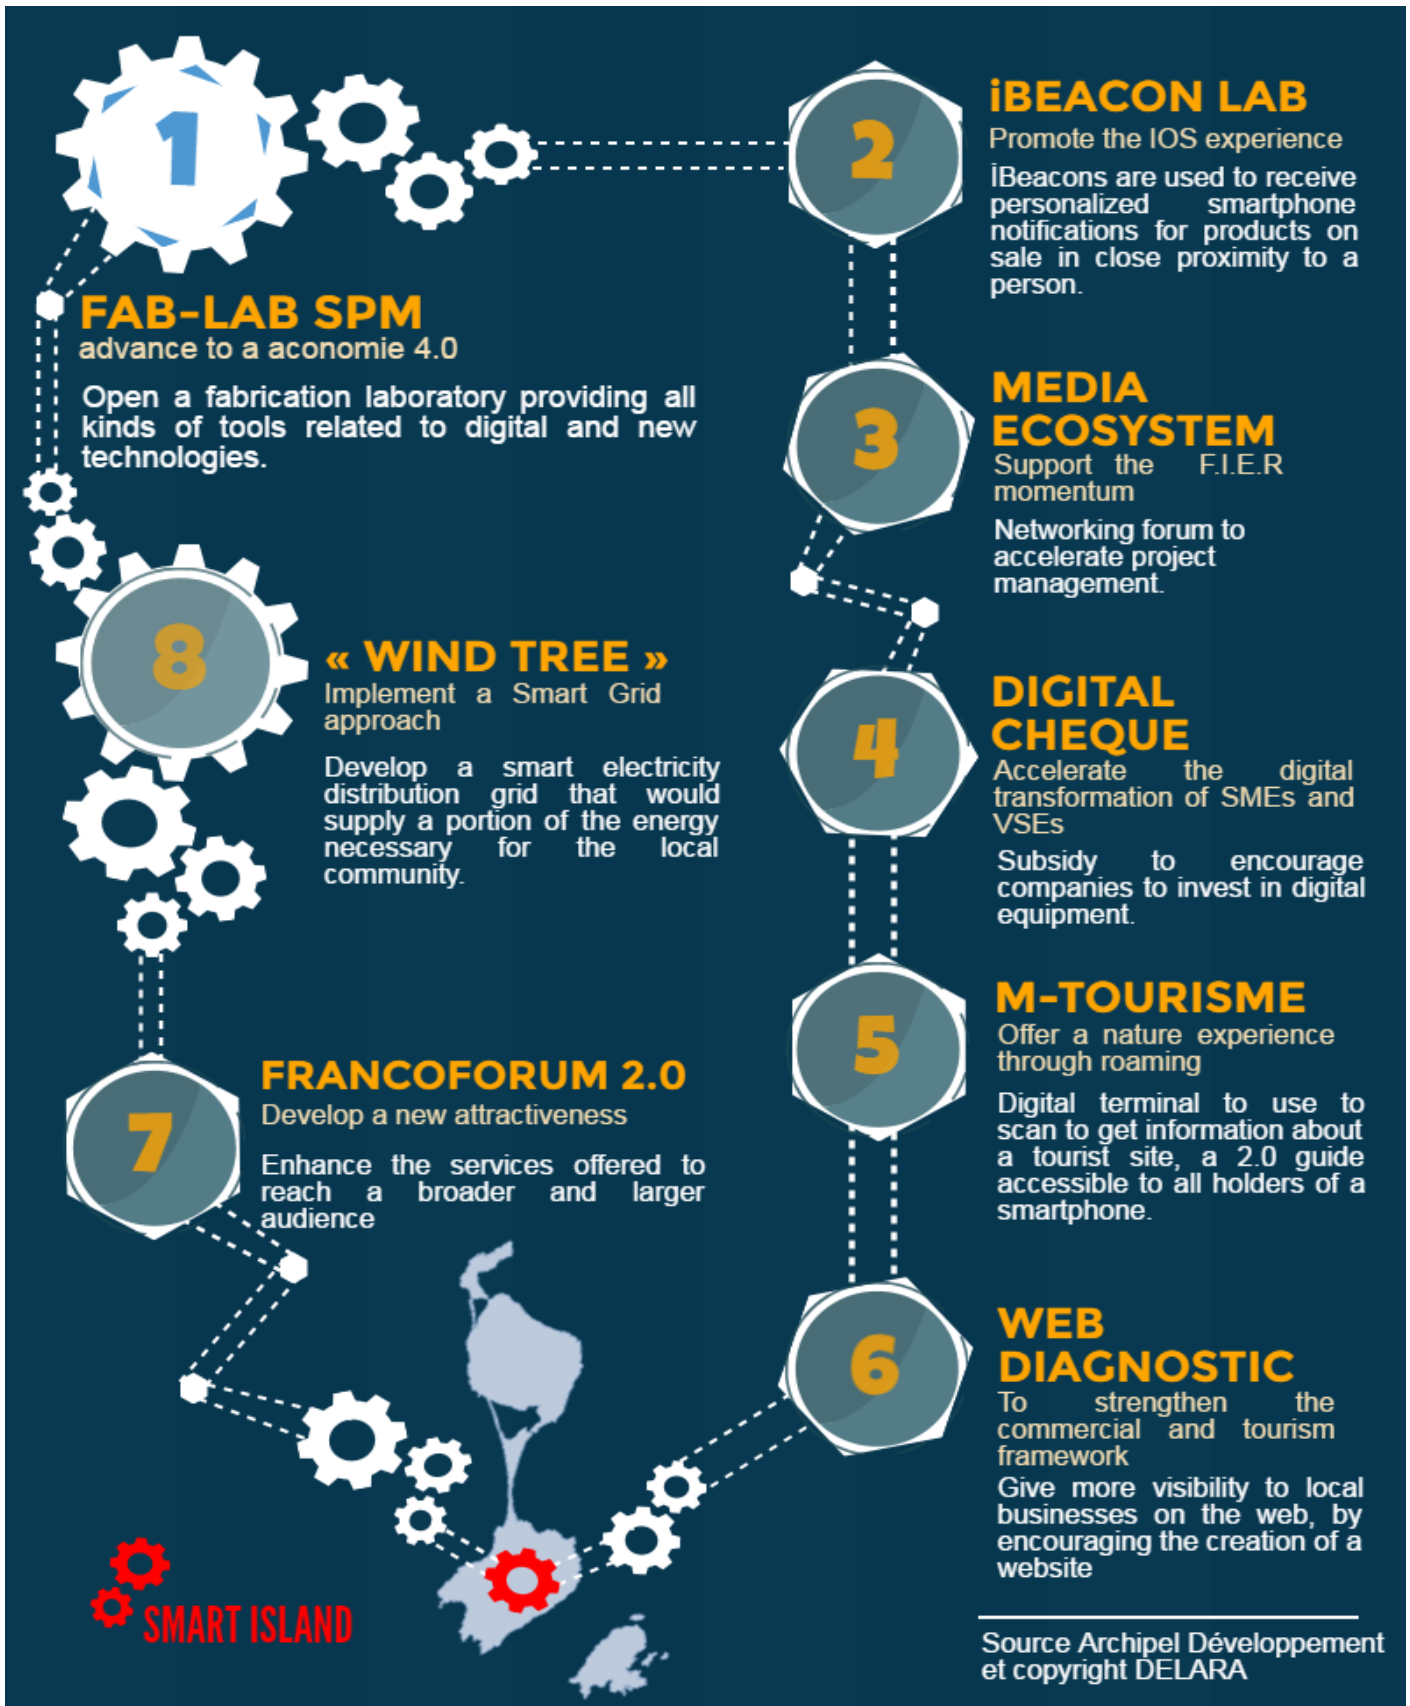 1
FAB-LAB SPM
advance to a aconomie 4.0
Open a fabrication laboratory providing all
kinds of tools related to digital and new
technologies.
2
iBEACON LAB
Promote the IOS experience
İBeacons are used to receive
personalized smartphone
notifications for products on
sale in close proximity to a
person.
3
MEDIA
ECOSYSTEM
Support the F.I.E.R
momentum
Networking forum to
accelerate project
management.
4
DIGITAL
CHEQUE
Accelerate the digital
transformation of SMEs and
VSEs
Subsidy to encourage
companies to invest in digital
equipment.
5
M-TOURISME
Offer a nature experience
through roaming
Digital terminal to use to
scan to get information about
a tourist site, a 2.0 guide
accessible to all holders of a
smartphone.
6
WEB
DIAGNOSTIC
To strengthen the
commercial and tourism
framework
Give more visibility to local
businesses on the web, by
encouraging the creation of a
website
7
FRANCOFORUM 2.0
Develop a new attractiveness
Enhance the services offered to
reach a broader and larger
audience
8
« WIND TREE »
Implement a Smart Grid
approach
Develop a smart electricity
distribution grid that would
supply a portion of the energy
necessary for the local
community.
SMART ISLAND
Source Archipel Développement
et copyright DELARA